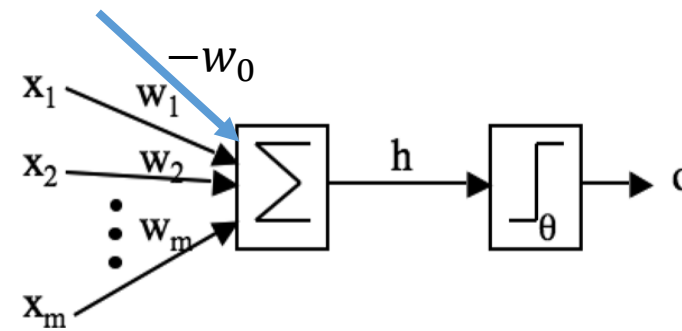 −w₀
x₁ w₁
x₂ w₂ h
wₘ θ
xₘ